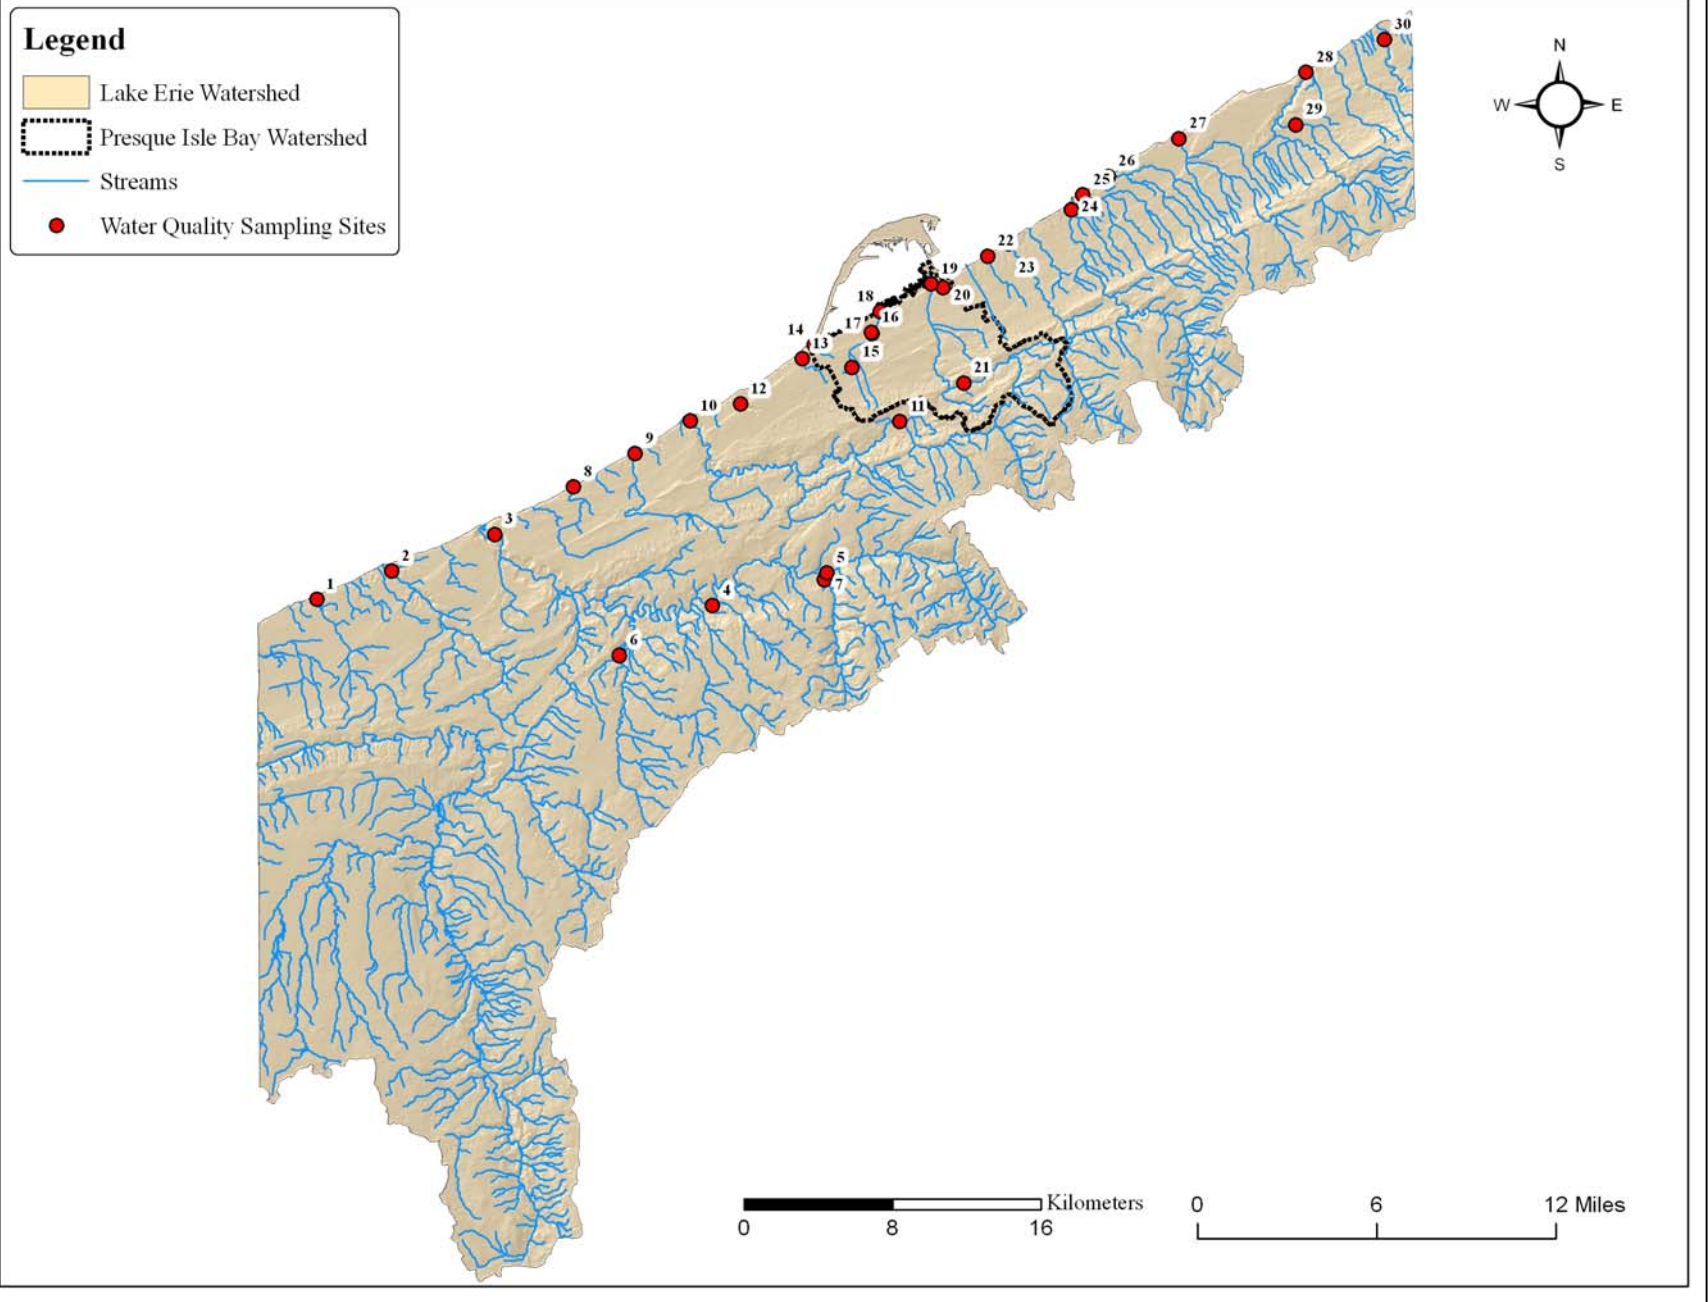 Legend
Lake Erie Watershed
Presque Isle Bay Watershed
Streams
Water Quality Sampling Sites
N
W E
S
30
28
29
27
26
25
24
22
23
19
20
18
16
17
14
13
15
21
12
11
10
9
8
3
2
1
5
7
4
6
Kilometers
0 8 16
0 6 12 Miles